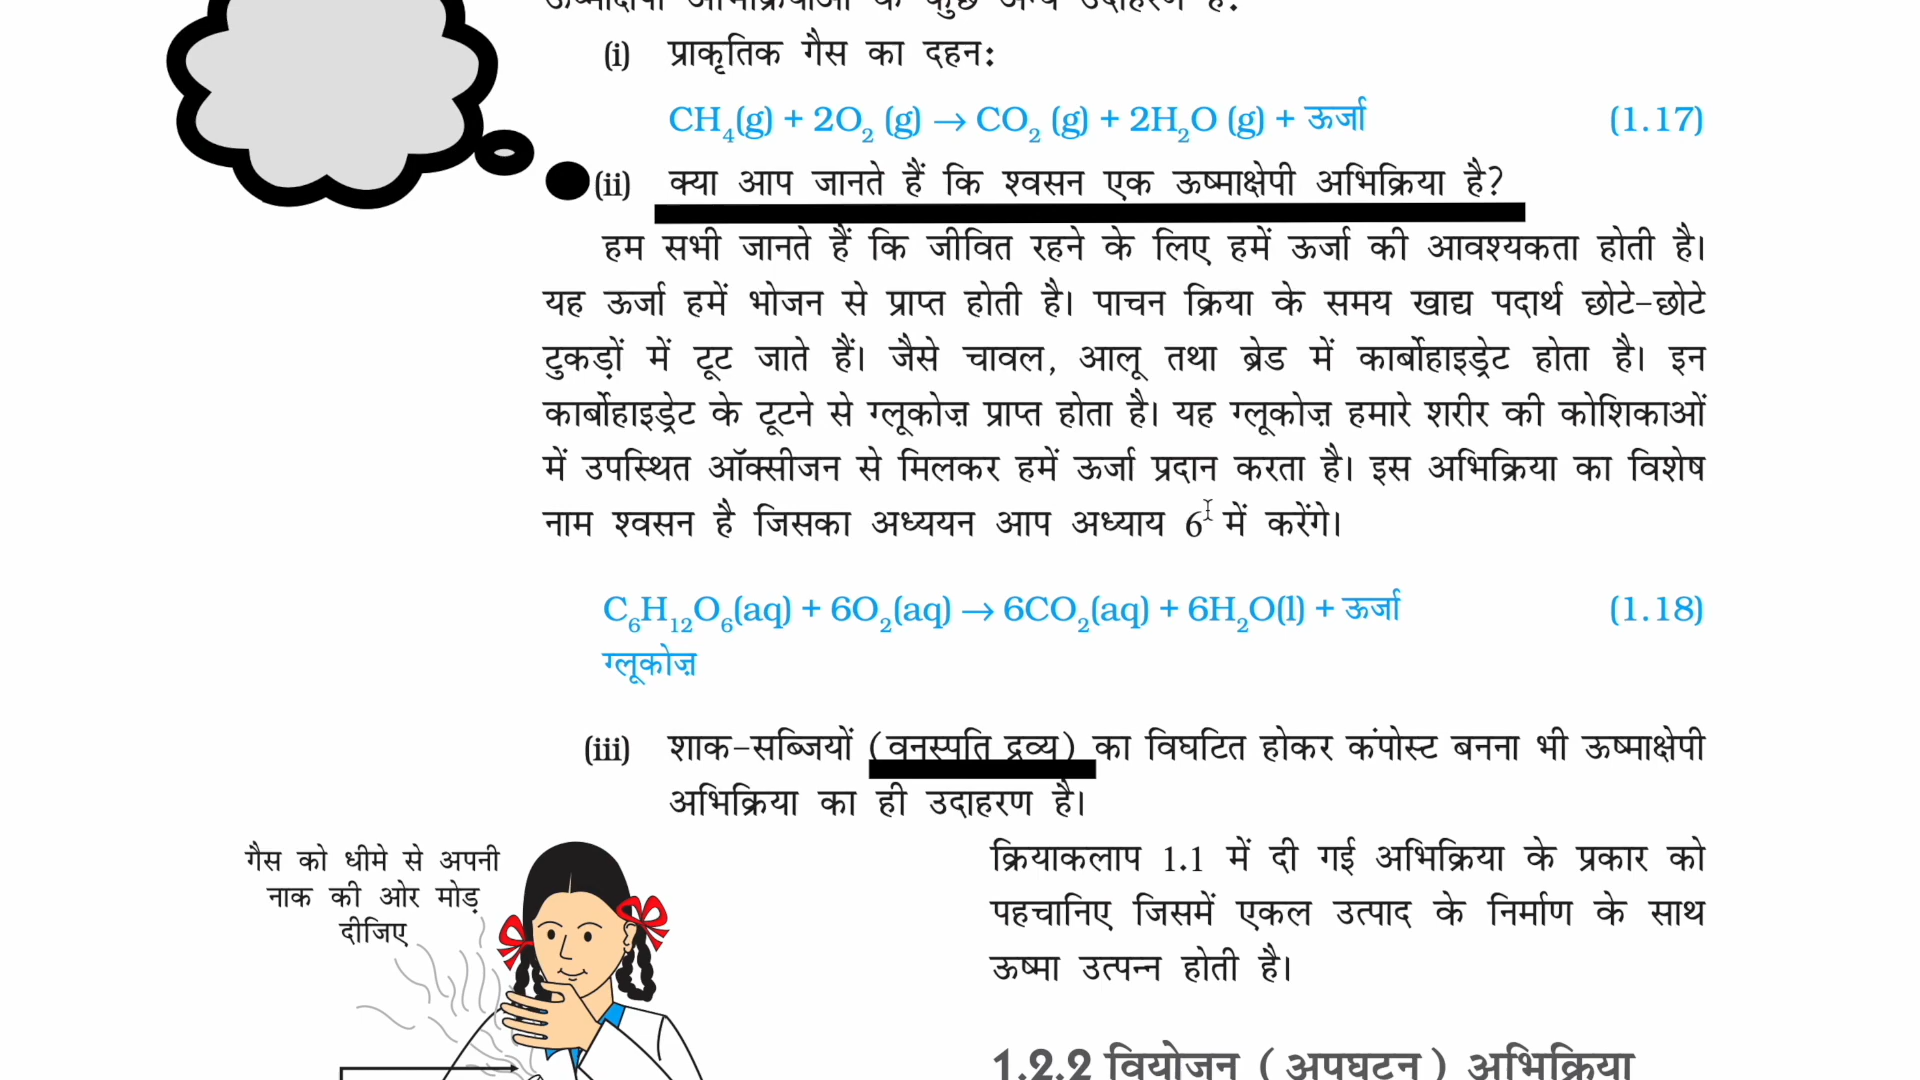 ऊष्माक्षेपी अभिक्रियाओं के कुछ अन्य उदाहरण हैं:
(i) प्राकृतिक गैस का दहन:
CH₄(g) + 2O₂ (g) → CO₂ (g) + 2H₂O (g) + ऊर्जा (1.17)
(ii) क्या आप जानते हैं कि श्वसन एक ऊष्माक्षेपी अभिक्रिया है?
हम सभी जानते हैं कि जीवित रहने के लिए हमें ऊर्जा की आवश्यकता होती है।
यह ऊर्जा हमें भोजन से प्राप्त होती है। पाचन क्रिया के समय खाद्य पदार्थ छोटे-छोटे
टुकड़ों में टूट जाते हैं। जैसे चावल, आलू तथा ब्रेड में कार्बोहाइड्रेट होता है। इन
कार्बोहाइड्रेट के टूटने से ग्लूकोज़ प्राप्त होता है। यह ग्लूकोज़ हमारे शरीर की कोशिकाओं
में उपस्थित ऑक्सीजन से मिलकर हमें ऊर्जा प्रदान करता है। इस अभिक्रिया का विशेष
नाम श्वसन है जिसका अध्ययन आप अध्याय 6 में करेंगे।
C₆H₁₂O₆(aq) + 6O₂(aq) → 6CO₂(aq) + 6H₂O(l) + ऊर्जा (1.18)
ग्लूकोज़
(iii) शाक-सब्जियों (वनस्पति द्रव्य) का विघटित होकर कंपोस्ट बनना भी ऊष्माक्षेपी
अभिक्रिया का ही उदाहरण है।
गैस को धीमे से अपनी
नाक की ओर मोड़
दीजिए
क्रियाकलाप 1.1 में दी गई अभिक्रिया के प्रकार को
पहचानिए जिसमें एकल उत्पाद के निर्माण के साथ
ऊष्मा उत्पन्न होती है।
1.2.2 वियोजन (अपघटन) अभिक्रिया